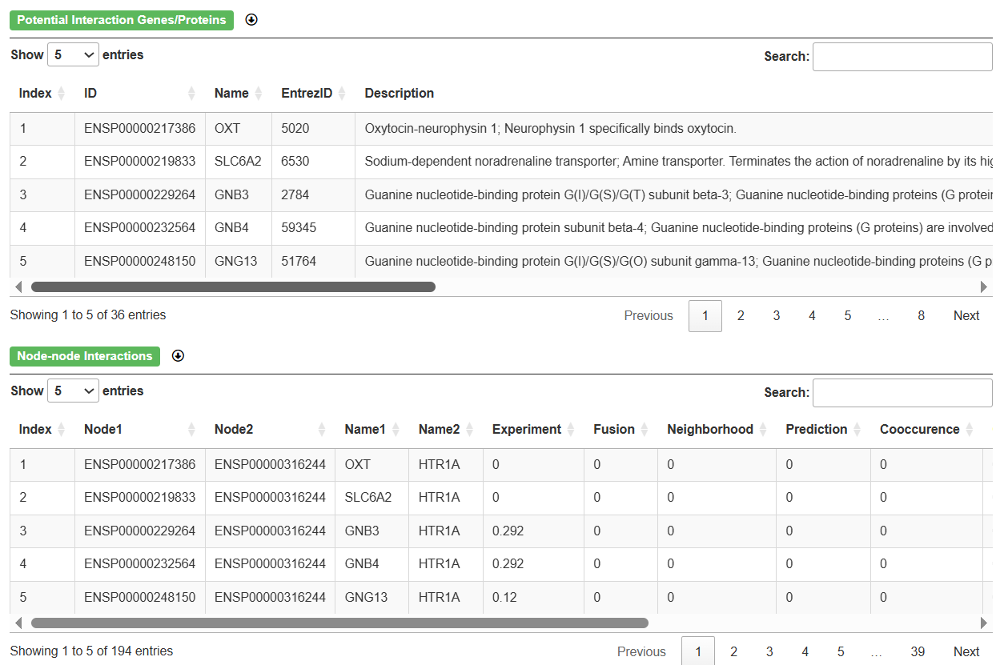 Potential Interaction Genes/Proteins
Show 5 entries Search:
Index ID Name EntrezID Description
1 ENSP00000217386 OXT 5020 Oxytocin-neurophysin 1; Neurophysin 1 specifically binds oxytocin.
2 ENSP00000219833 SLC6A2 6530 Sodium-dependent noradrenaline transporter; Amine transporter. Terminates the action of noradrenaline by its
3 ENSP00000229264 GNB3 2784 Guanine nucleotide-binding protein G(I)/G(S)/G(T) subunit beta-3; Guanine nucleotide-binding proteins (G
4 ENSP00000232564 GNB4 59345 Guanine nucleotide-binding protein subunit beta-4; Guanine nucleotide-binding proteins (G proteins) are involved
5 ENSP00000248150 GNG13 51764 Guanine nucleotide-binding protein G(I)/G(S)/G(O) subunit gamma-13; Guanine nucleotide-binding proteins (G
Showing 1 to 5 of 36 entries Previous 1 2 3 4 5 … 8 Next
Node-node Interactions
Show 5 entries Search:
Index Node1 Node2 Name1 Name2 Experiment Fusion Neighborhood Prediction Cooccurence
1 ENSP00000217386 ENSP00000316244 OXT HTR1A 0 0 0 0 0
2 ENSP00000219833 ENSP00000316244 SLC6A2 HTR1A 0 0 0 0 0
3 ENSP00000229264 ENSP00000316244 GNB3 HTR1A 0.292 0 0 0 0
4 ENSP00000232564 ENSP00000316244 GNB4 HTR1A 0.292 0 0 0 0
5 ENSP00000248150 ENSP00000316244 GNG13 HTR1A 0.12 0 0 0 0
Showing 1 to 5 of 194 entries Previous 1 2 3 4 5 … 39 Next